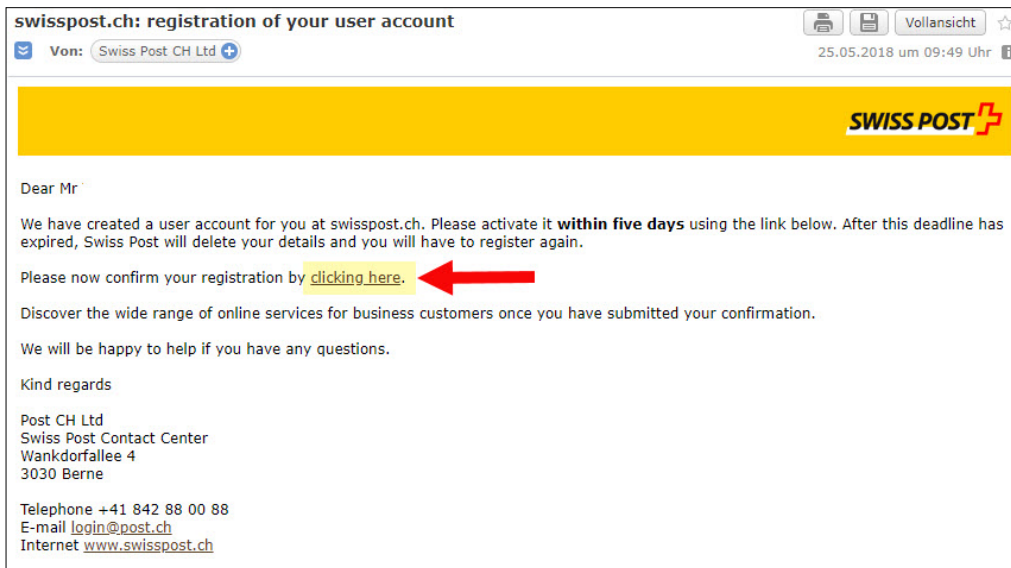 swisspost.ch: registration of your user account
Vollansicht
Von: Swiss Post CH Ltd
25.05.2018 um 09:49 Uhr
SWISS POST
Dear Mr
We have created a user account for you at swisspost.ch. Please activate it within five days using the link below. After this deadline has
expired, Swiss Post will delete your details and you will have to register again.
Please now confirm your registration by clicking here.
Discover the wide range of online services for business customers once you have submitted your confirmation.
We will be happy to help if you have any questions.
Kind regards
Post CH Ltd
Swiss Post Contact Center
Wankdorfallee 4
3030 Berne
Telephone +41 842 88 00 88
E-mail login@post.ch
Internet www.swisspost.ch